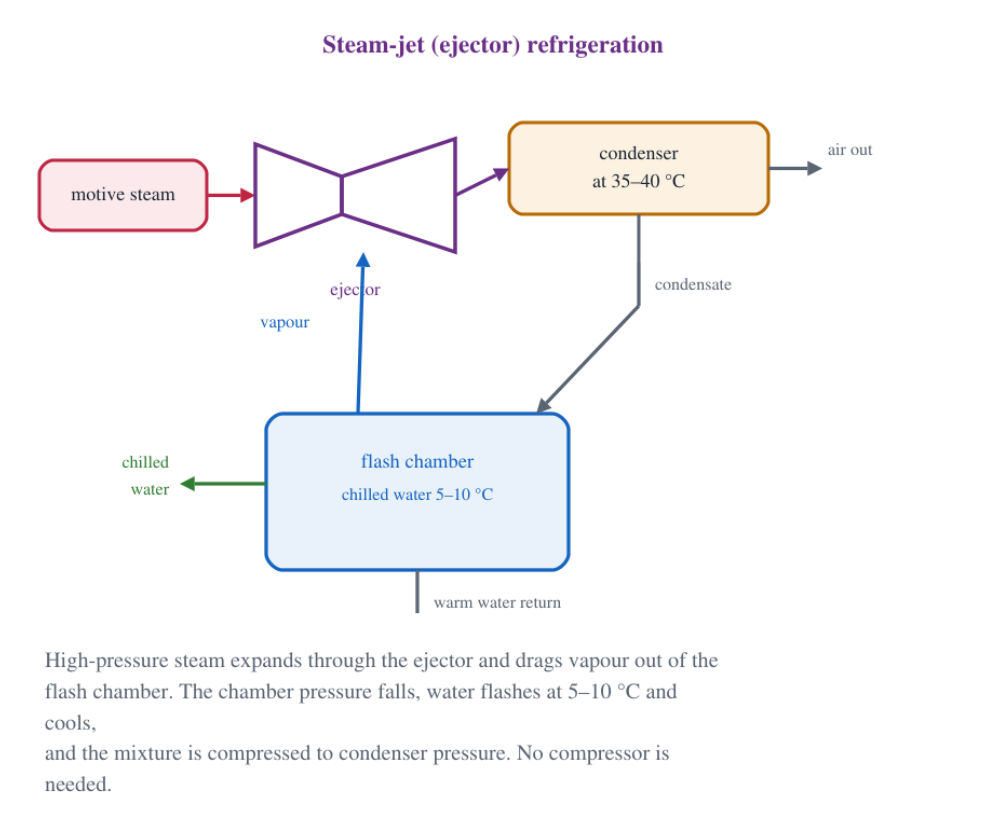 Steam-jet (ejector) refrigeration
motive steam
condenser
at 35–40 °C
air out
ejector
vapour
condensate
flash chamber
chilled water 5–10 °C
chilled
water
warm water return
High-pressure steam expands through the ejector and drags vapour out of the
flash chamber. The chamber pressure falls, water flashes at 5–10 °C and
cools,
and the mixture is compressed to condenser pressure. No compressor is
needed.